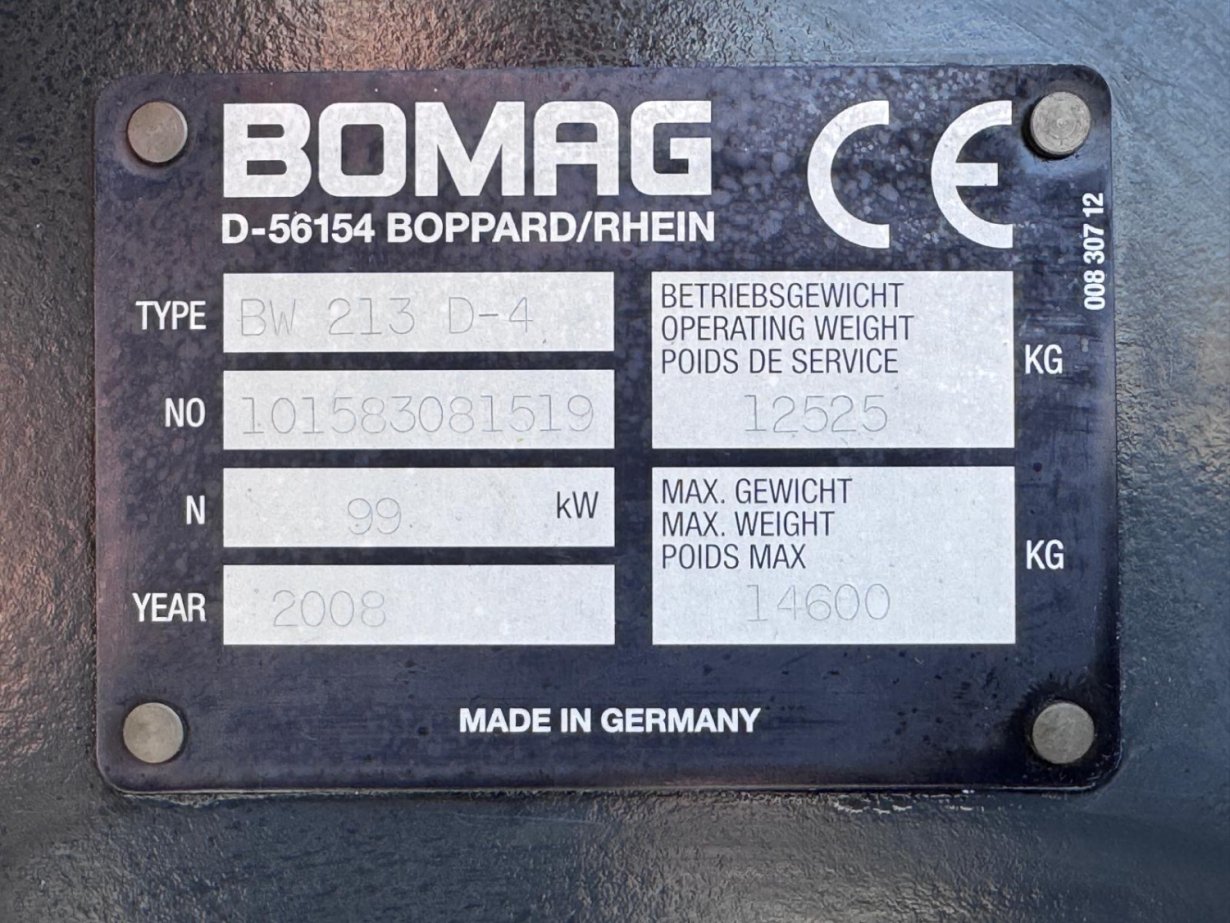 BOMAG
CE
D-56154 BOPPARD/RHEIN
008 307 12
TYPE BW 213 D-4
NO 101583081519
N 99 kW
YEAR 2008
BETRIEBSGEWICHT
OPERATING WEIGHT
POIDS DE SERVICE
12525 KG
MAX. GEWICHT
MAX. WEIGHT
POIDS MAX
14600 KG
MADE IN GERMANY